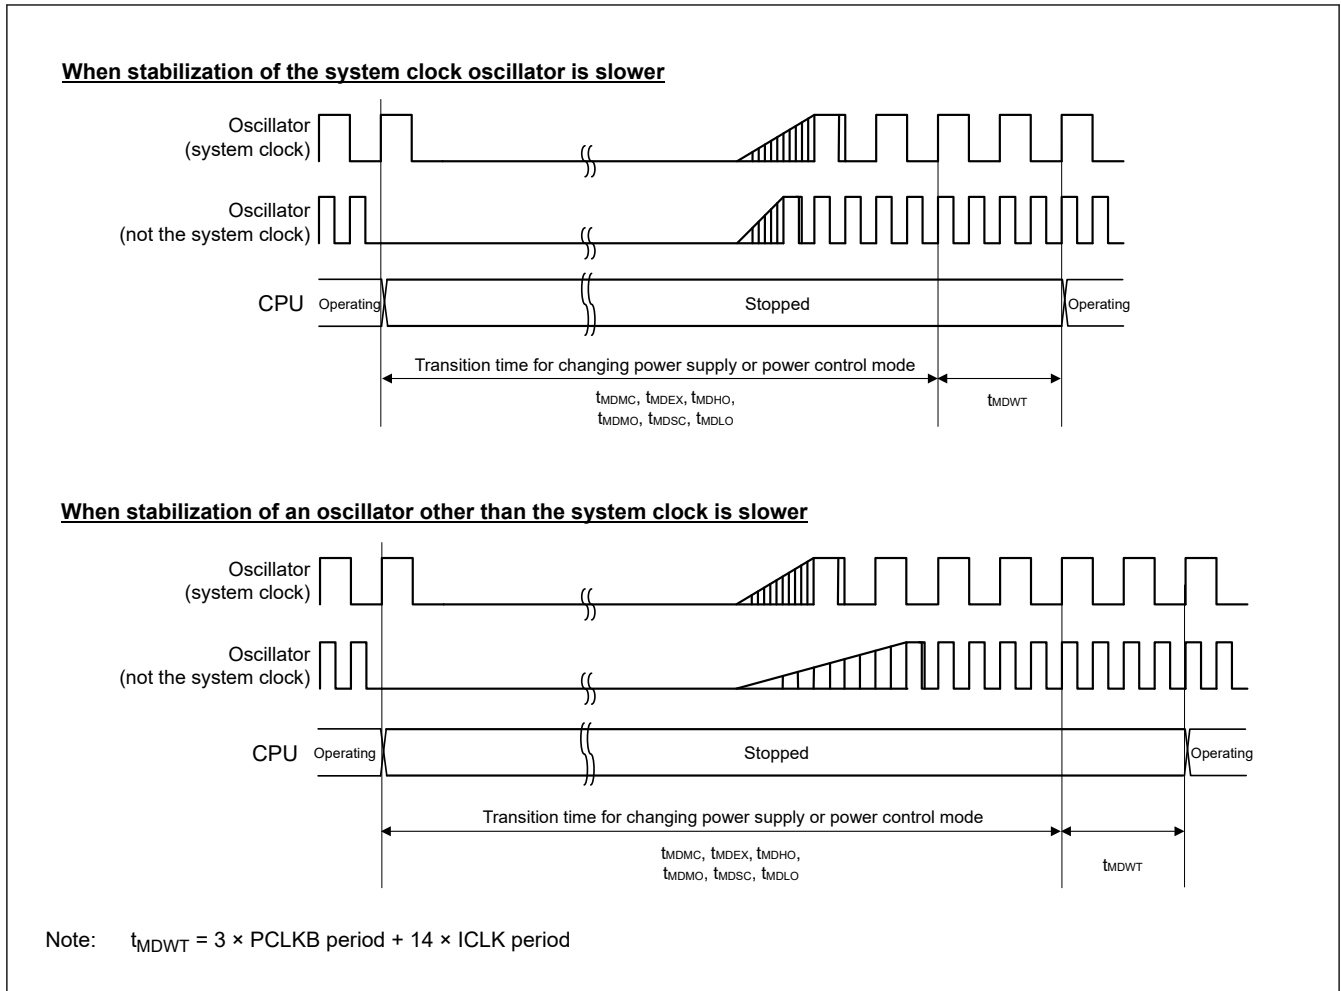 When stabilization of the system clock oscillator is slower
Oscillator
(system clock)
Oscillator
(not the system clock)
CPU
Operating
Stopped
Operating
Transition time for changing power supply or power control mode
tMDMC, tMDEX, tMDHO,
tMDMO, tMDSC, tMDLO
tMDWT
When stabilization of an oscillator other than the system clock is slower
Oscillator
(system clock)
Oscillator
(not the system clock)
CPU
Operating
Stopped
Operating
Transition time for changing power supply or power control mode
tMDMC, tMDEX, tMDHO,
tMDMO, tMDSC, tMDLO
tMDWT
Note: tMDWT = 3 × PCLKB period + 14 × ICLK period